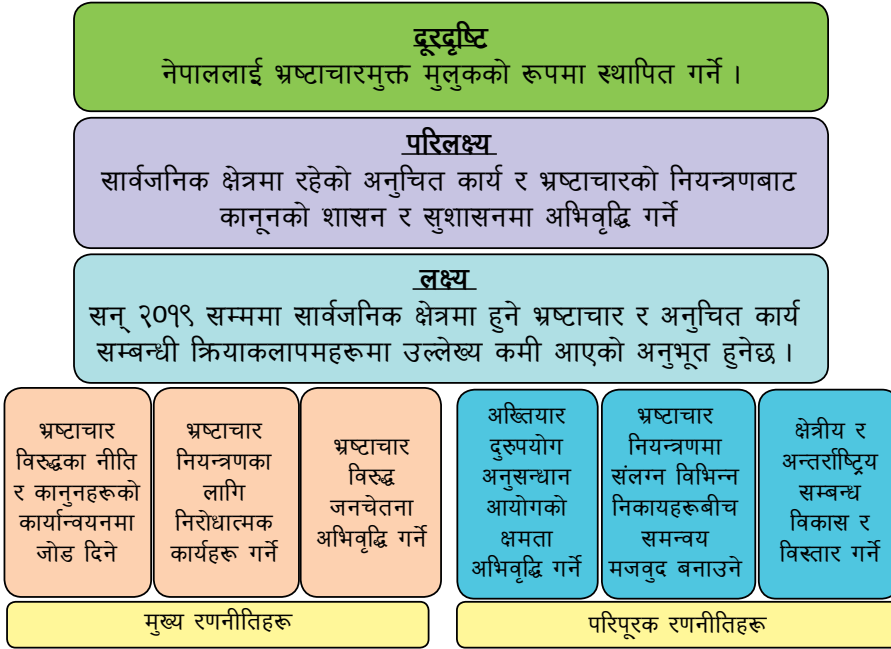 दूरदृष्टि
नेपाललाई भ्रष्टाचारमुक्त मुलुकको रूपमा स्थापित गर्ने ।
परिलक्ष्य
सार्वजनिक क्षेत्रमा रहेको अनुचित कार्य र भ्रष्टाचारको नियन्त्रणबाट
कानूनको शासन र सुशासनमा अभिवृद्धि गर्ने
लक्ष्य
सन् २०१९ सम्ममा सार्वजनिक क्षेत्रमा हुने भ्रष्टाचार र अनुचित कार्य
सम्बन्धी क्रियाकलापमहरूमा उल्लेख्य कमी आएको अनुभूत हुनेछ ।
भ्रष्टाचार
विरुद्धका नीति
र कानुनहरूको
कार्यान्वयनमा
जोड दिने
भ्रष्टाचार
नियन्त्रणका
लागि
निरोधात्मक
कार्यहरू गर्ने
भ्रष्टाचार
विरुद्ध
जनचेतना
अभिवृद्धि गर्ने
अख्तियार
दुरुपयोग
अनुसन्धान
आयोगको
क्षमता
अभिवृद्धि गर्ने
भ्रष्टाचार
नियन्त्रणमा
संलग्न विभिन्न
निकायहरूबीच
समन्वय
मजवुद बनाउने
क्षेत्रीय र
अन्तर्राष्ट्रिय
सम्बन्ध
विकास र
विस्तार गर्ने
मुख्य रणनीतिहरू
परिपूरक रणनीतिहरू